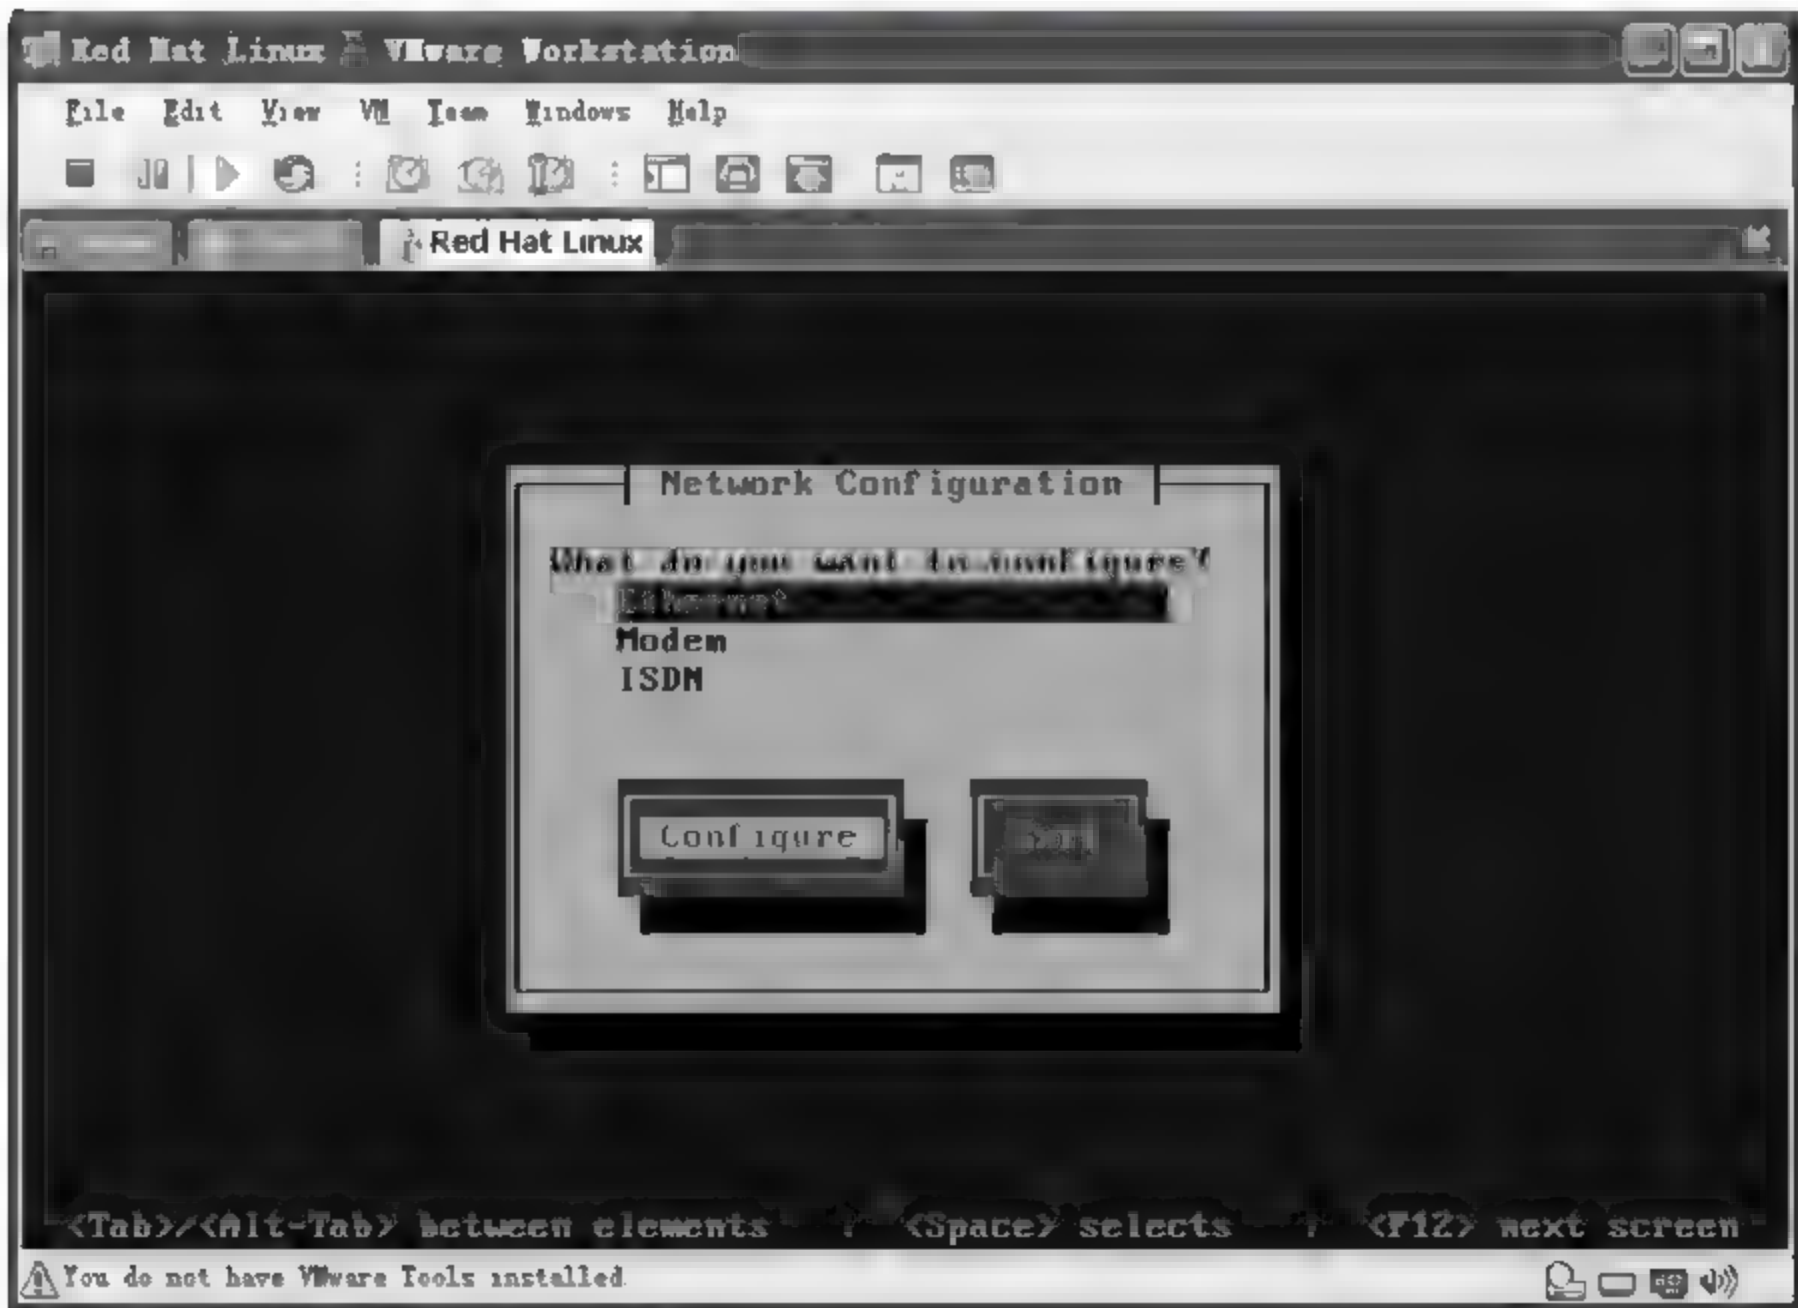 Red Hat Linux - VMware Workstation
File Edit View VM Team Windows Help
Red Hat Linux
Network Configuration
What do you want to configure?
Ethernet
Modem
ISDN
Configure
<Tab>/<Alt-Tab> between elements | <Space> selects | <F12> next screen
You do not have VMware Tools installed